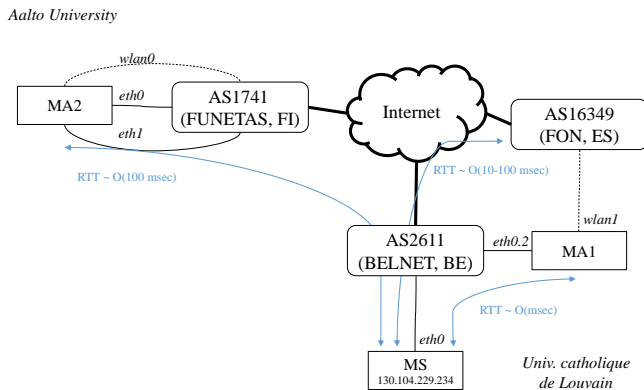 Aalto University
wlan0
MA2
eth0
AS1741
(FUNETAS, FI)
eth1
Internet
AS16349
(FON, ES)
RTT ~ O(100 msec)
RTT ~ O(10-100 msec)
wlan1
AS2611
(BELNET, BE)
eth0.2
MA1
RTT ~ O(msec)
eth0
MS
130.104.229.234
Univ. catholique
de Louvain